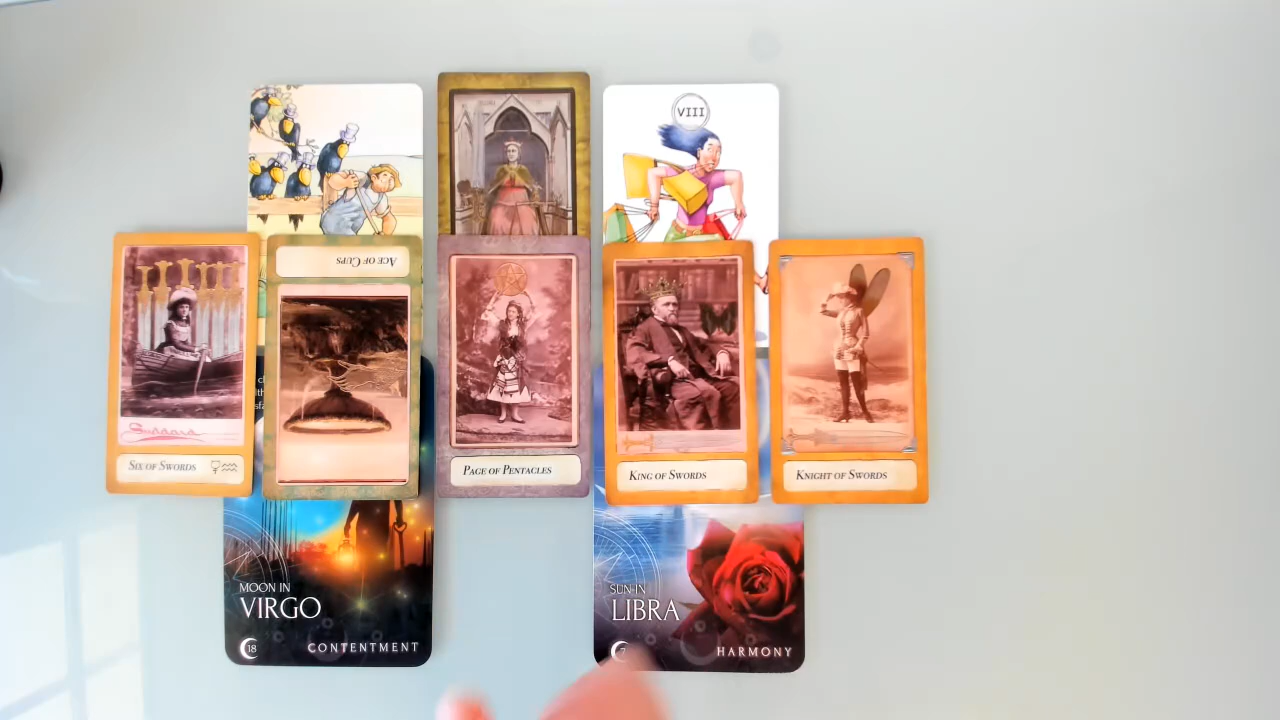 VIII
ACE OF CUPS
SIX OF SWORDS
PAGE OF PENTACLES
KING OF SWORDS
KNIGHT OF SWORDS
MOON IN
VIRGO
18
CONTENTMENT
SUN IN
LIBRA
7
HARMONY